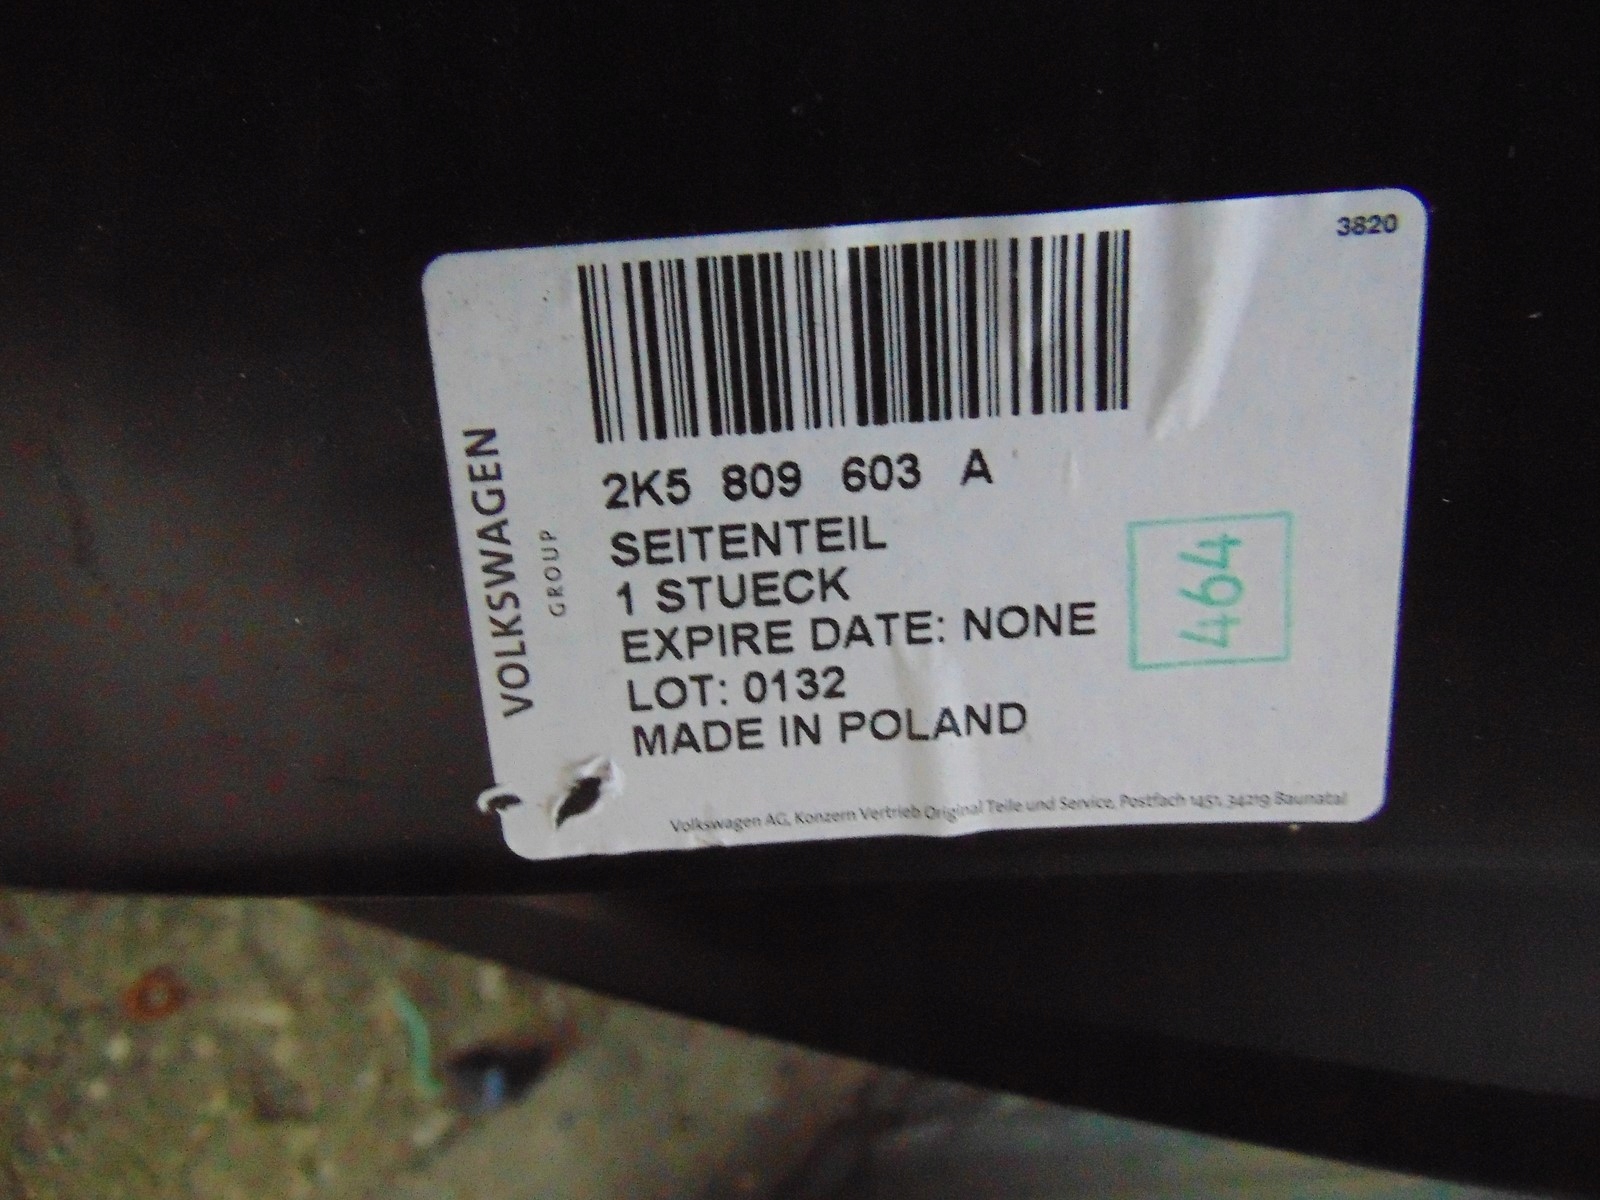 3820
VOLKSWAGEN
GROUP
2K5 809 603 A
SEITENTEIL
1 STUECK
EXPIRE DATE: NONE
LOT: 0132
MADE IN POLAND
464
Volkswagen AG, Konzern Vertrieb Original Teile und Service, Postfach 1451, 34219 Baunatal